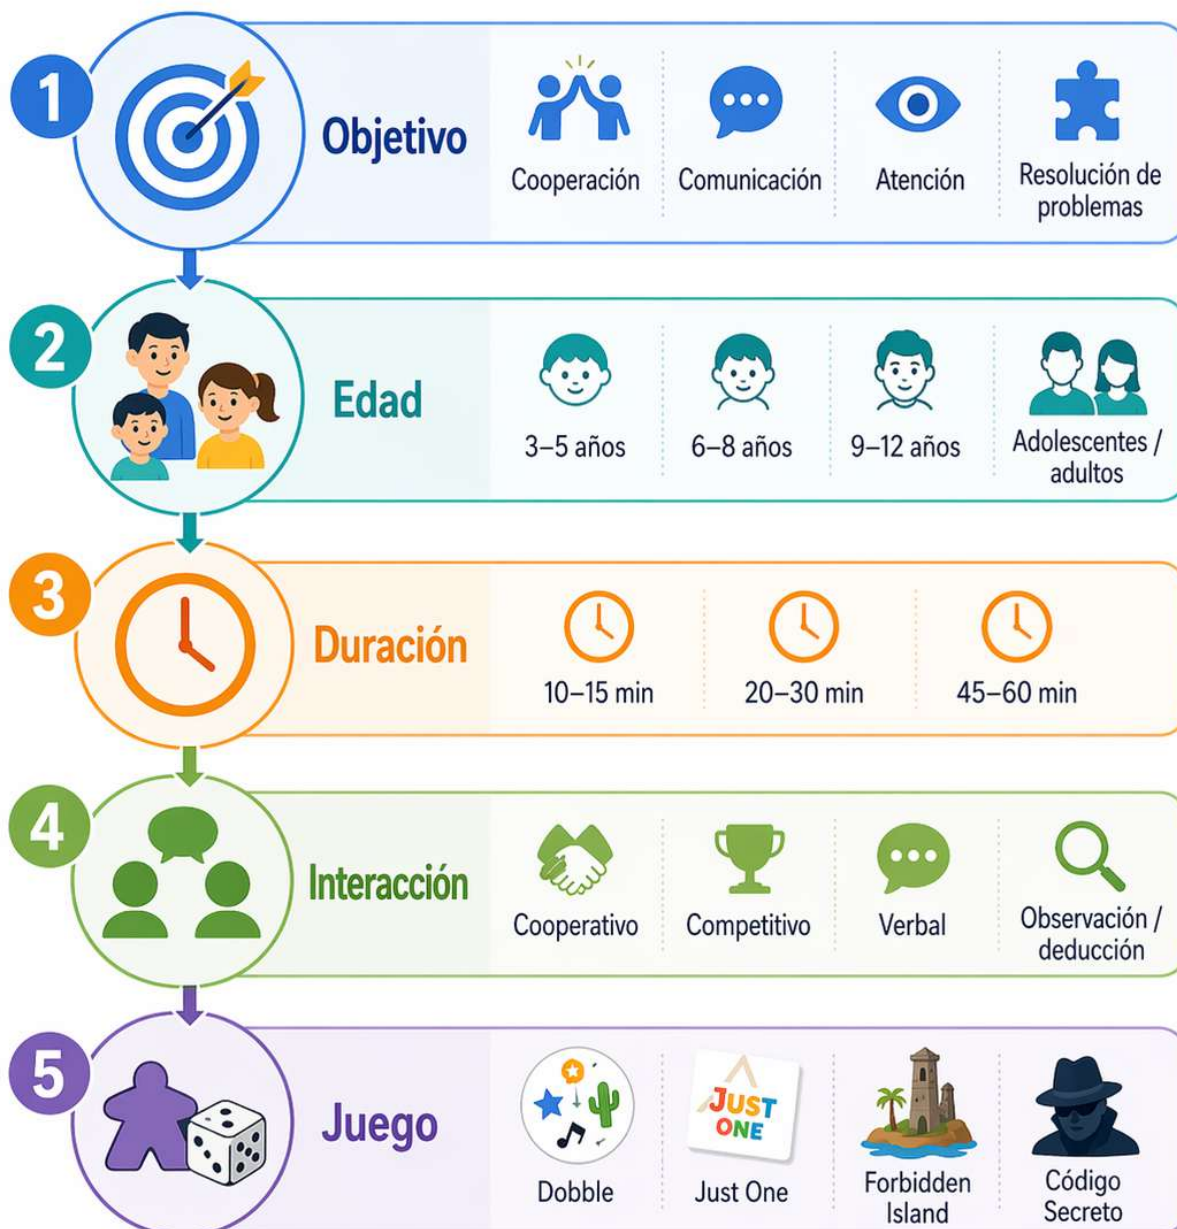 1
Objetivo
Cooperación
Comunicación
Atención
Resolución de
problemas
2
Edad
3–5 años
6–8 años
9–12 años
Adolescentes /
adultos
3
Duración
10–15 min
20–30 min
45–60 min
4
Interacción
Cooperativo
Competitivo
Verbal
Observación /
deducción
5
Juego
Dobble
JUST
ONE
Just One
Forbidden
Island
Código
Secreto